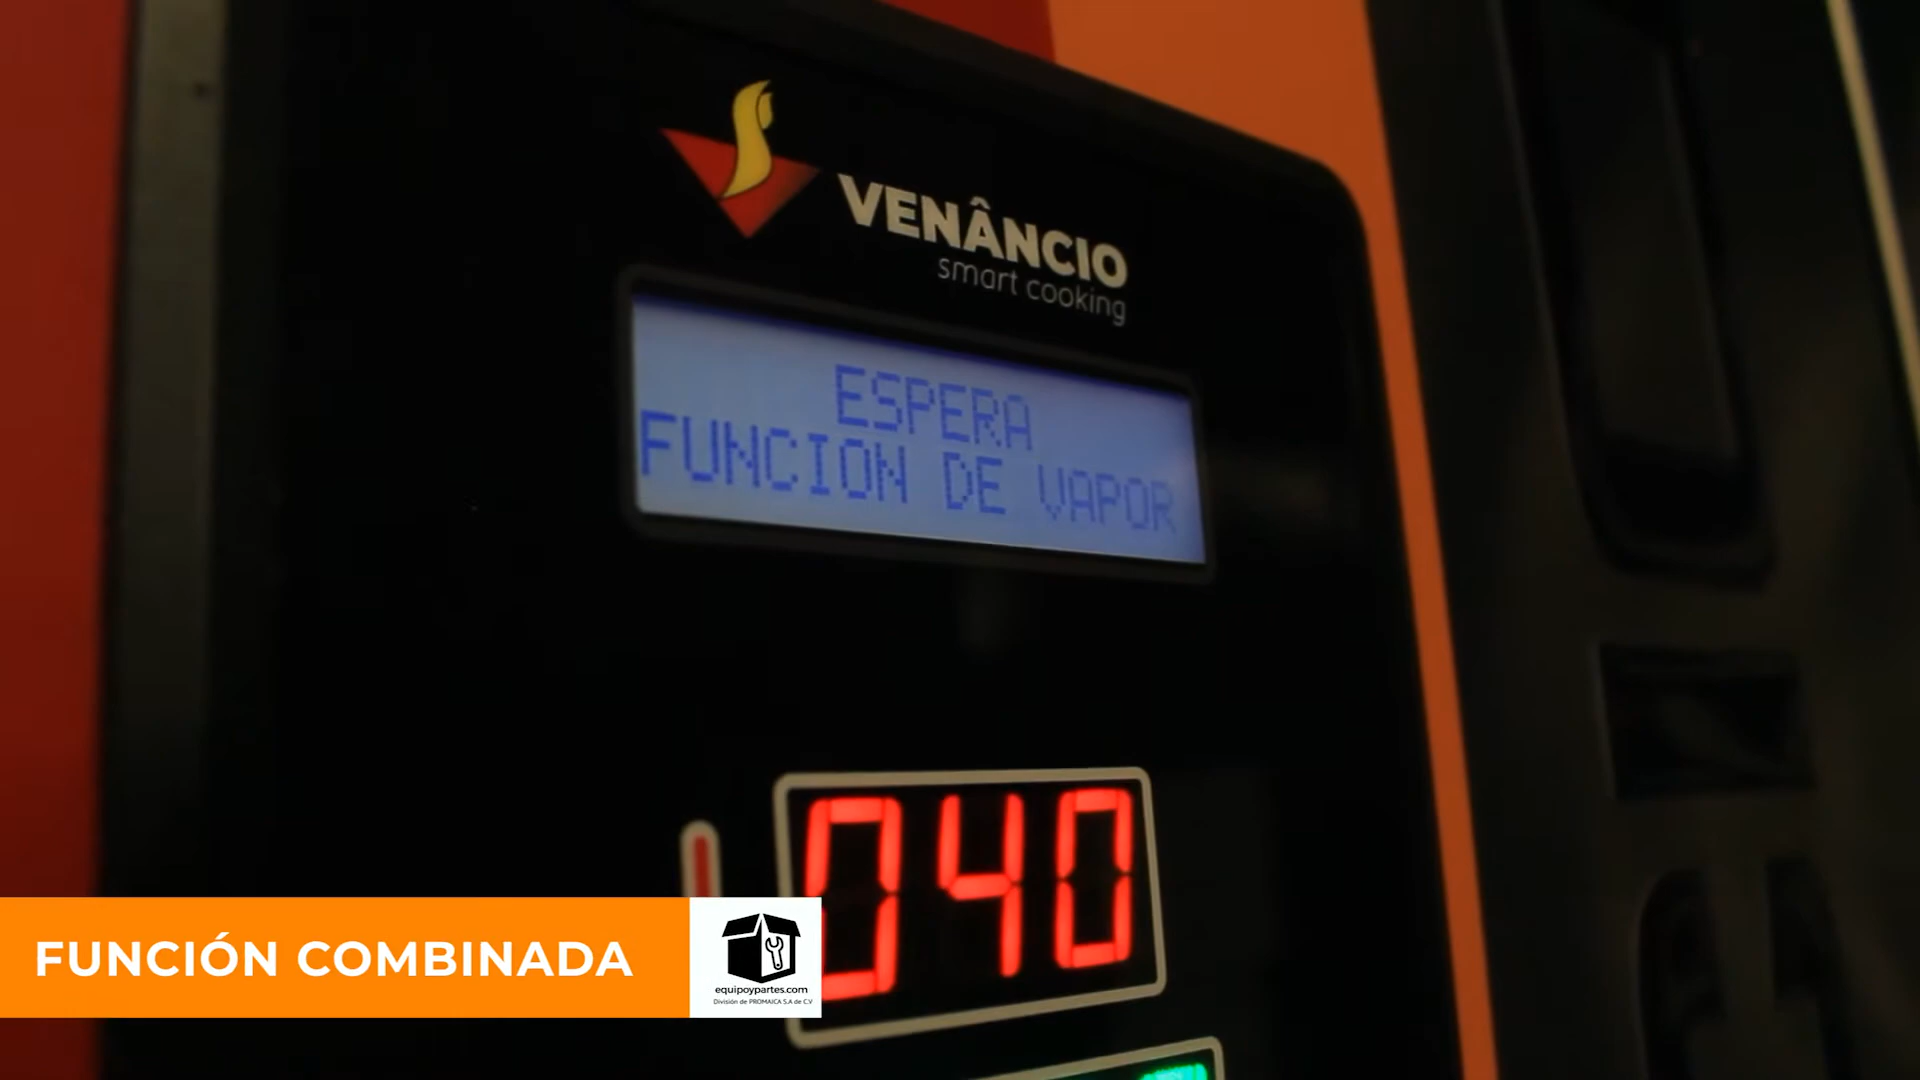 VENÂNCIO
smart cooking
ESPERA
FUNCION DE VAPOR
040
FUNCIÓN COMBINADA
equipoypartes.com
División de PROMAICA S.A de C.V